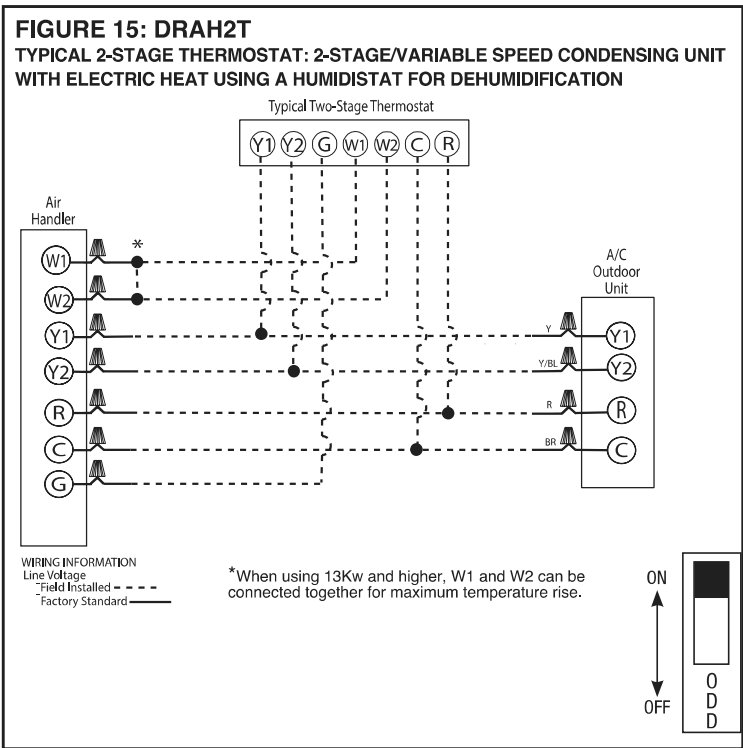 FIGURE 15: DRAH2T
TYPICAL 2-STAGE THERMOSTAT: 2-STAGE/VARIABLE SPEED CONDENSING UNIT
WITH ELECTRIC HEAT USING A HUMIDISTAT FOR DEHUMIDIFICATION
Typical Two-Stage Thermostat
Y1 Y2 G W1 W2 C R
Air
Handler
W1
*
W2
Y1
Y2
R
C
G
A/C
Outdoor
Unit
Y Y1
Y/BL Y2
R R
BR C
WIRING INFORMATION
Line Voltage
-Field Installed
-Factory Standard
*When using 13Kw and higher, W1 and W2 can be
connected together for maximum temperature rise.
ON
OFF
O
D
D